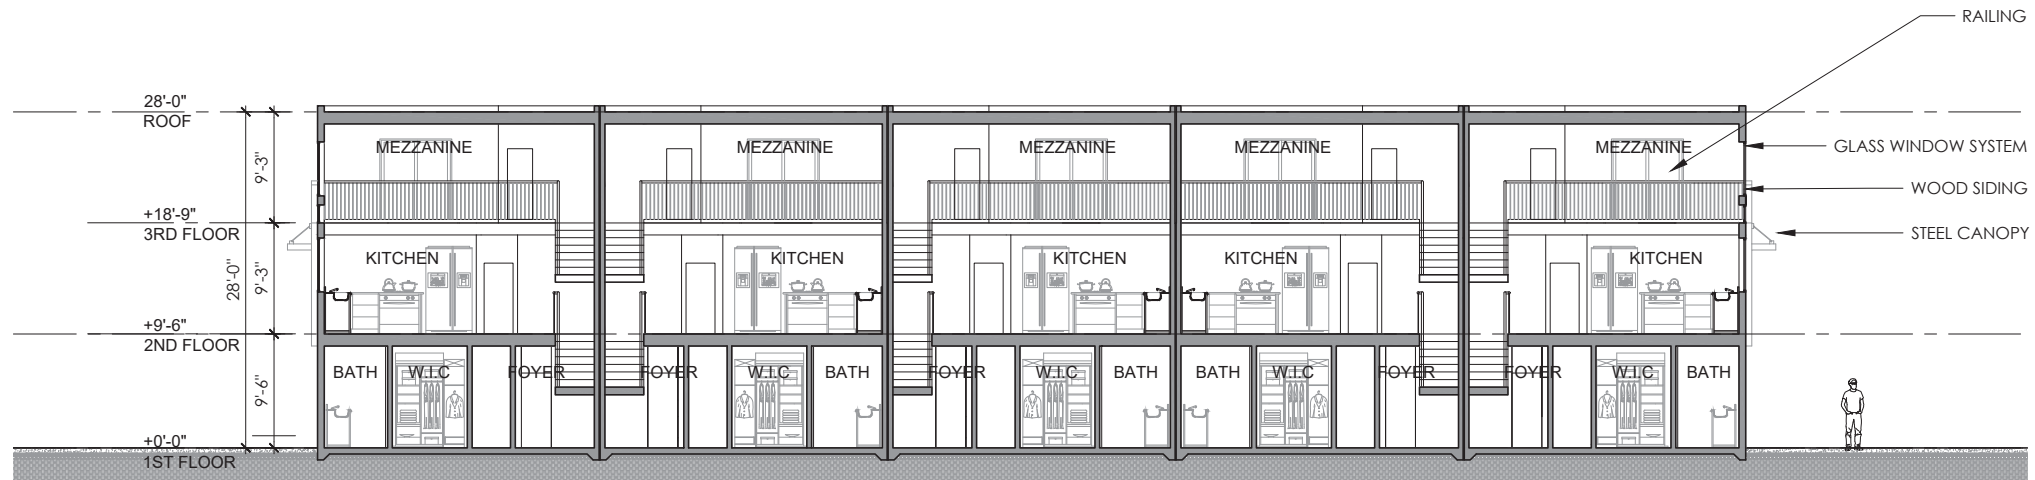 RAILING
28'-0"
ROOF
GLASS WINDOW SYSTEM
MEZZANINE MEZZANINE MEZZANINE MEZZANINE MEZZANINE
9'-3"
WOOD SIDING
+18'-9"
3RD FLOOR
STEEL CANOPY
KITCHEN KITCHEN KITCHEN KITCHEN KITCHEN
28'-0"
9'-3"
+9'-6"
2ND FLOOR
BATH W.I.C FOYER FOYER W.I.C BATH FOYER W.I.C BATH BATH W.I.C FOYER FOYER W.I.C BATH
9'-6"
+0'-0"
1ST FLOOR